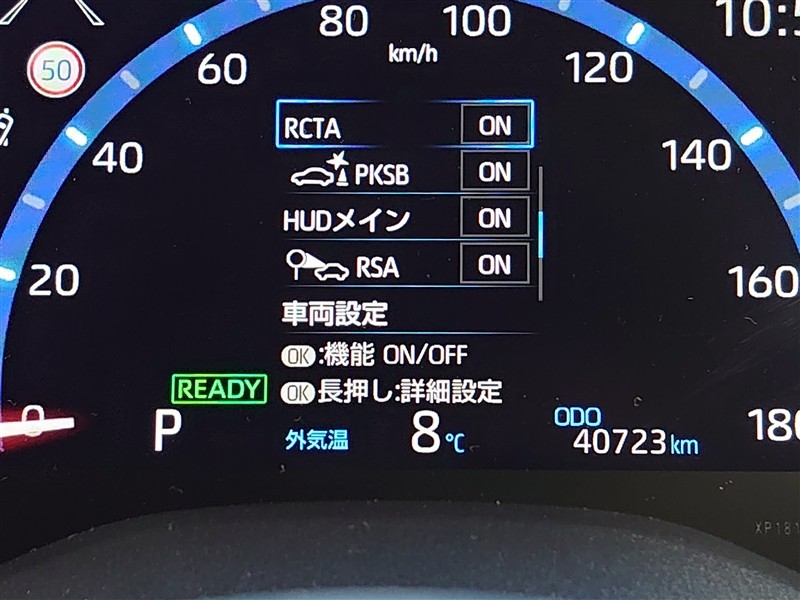 80
100
10:5
km/h
50
60
120
RCTA ON
40
140
PKSB ON
HUDメイン ON
RSA ON
20
160
車両設定
OK:機能 ON/OFF
READY
OK長押し:詳細設定
0
P
外気温
8℃
ODO
40723km
180
XP181